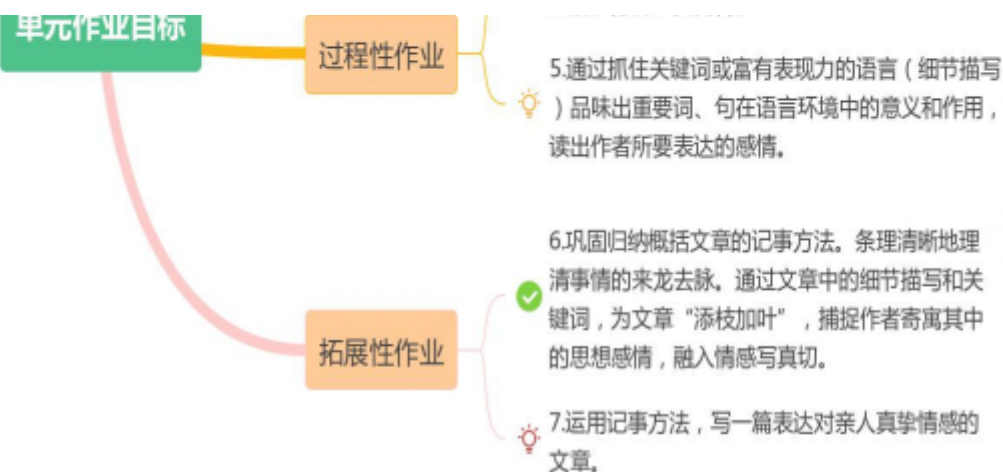 单元作业目标
过程性作业
5.通过抓住关键词或富有表现力的语言（细节描写
）品味出重要词、句在语言环境中的意义和作用，
读出作者所要表达的感情。
拓展性作业
6.巩固归纳概括文章的记事方法。条理清晰地理
清事情的来龙去脉。通过文章中的细节描写和关
键词，为文章“添枝加叶”，捕捉作者寄寓其中
的思想感情，融入情感写真切。
7.运用记事方法，写一篇表达对亲人真挚情感的
文章。